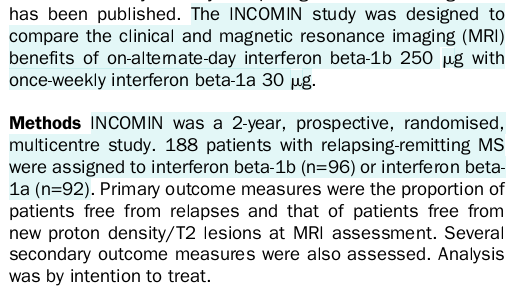 has been published. The INCOMIN study was designed to
compare the clinical and magnetic resonance imaging (MRI)
benefits of on-alternate-day interferon beta-1b 250 μg with
once-weekly interferon beta-1a 30 μg.
Methods INCOMIN was a 2-year, prospective, randomised,
multicentre study. 188 patients with relapsing-remitting MS
were assigned to interferon beta-1b (n=96) or interferon beta-
1a (n=92). Primary outcome measures were the proportion of
patients free from relapses and that of patients free from
new proton density/T2 lesions at MRI assessment. Several
secondary outcome measures were also assessed. Analysis
was by intention to treat.